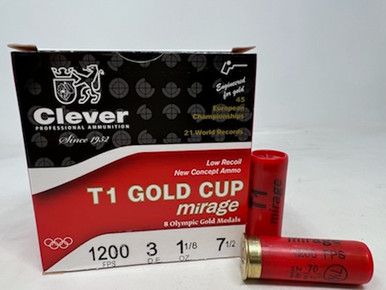 Clever
PROFESSIONAL AMMUNITION
Since 1952
Engineered
for gold
45
European
Championships
21 World Records
Low Recoil
New Concept Ammo
T1 GOLD CUP
mirage
8 Olympic Gold Medals
1200 3 1 1/8 7 1/2
FPS D.E OZ
T1
mirage
mirage
FPS
70